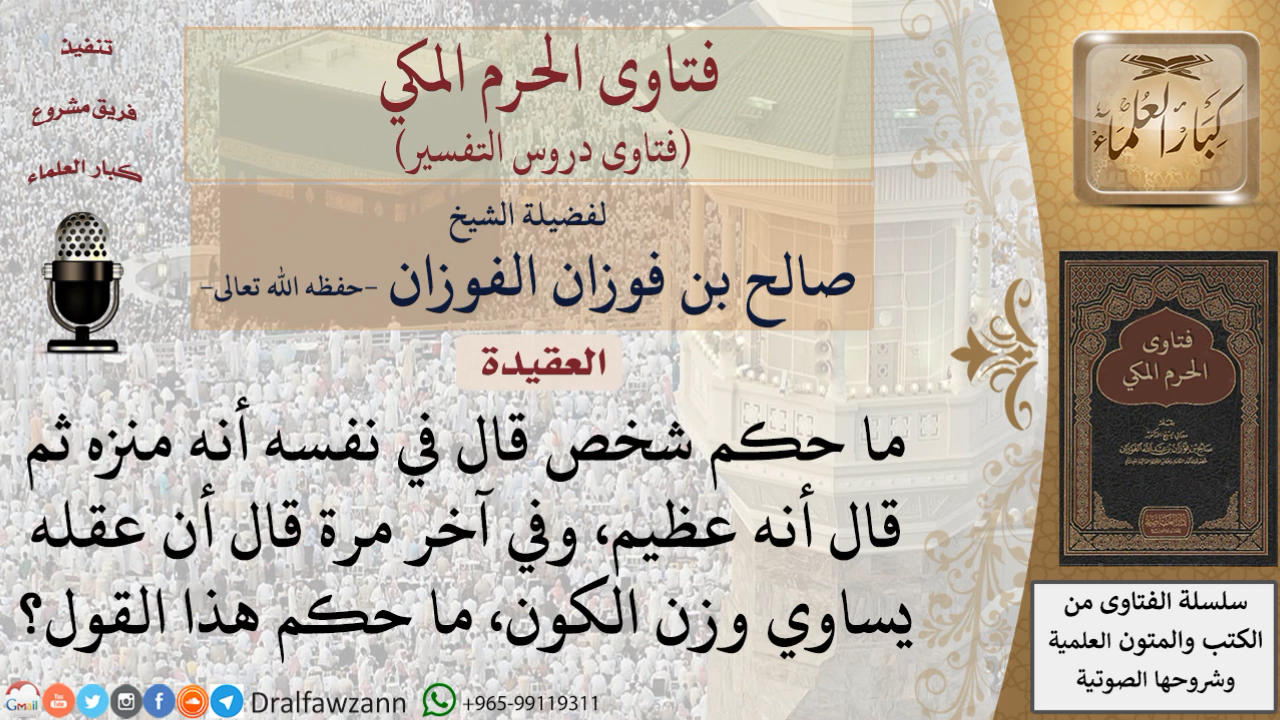 تنفيذ
فريق مشروع
كبار العلماء
فتاوى الحرم المكي
(فتاوى دروس التفسير)
لفضيلة الشيخ
صالح بن فوزان الفوزان -حفظه الله تعالى-
العقيدة
ما حكم شخص قال في نفسه أنه منزه ثم
قال أنه عظيم، وفي آخر مرة قال أن عقله
يساوي وزن الكون، ما حكم هذا القول؟
كبار العلماء
فتاوى
الحرم المكي
سلسلة الفتاوى من
الكتب والمتون العلمية
وشروحها الصوتية
Gmail
You
Tube
Dralfawzann
+965-99119311